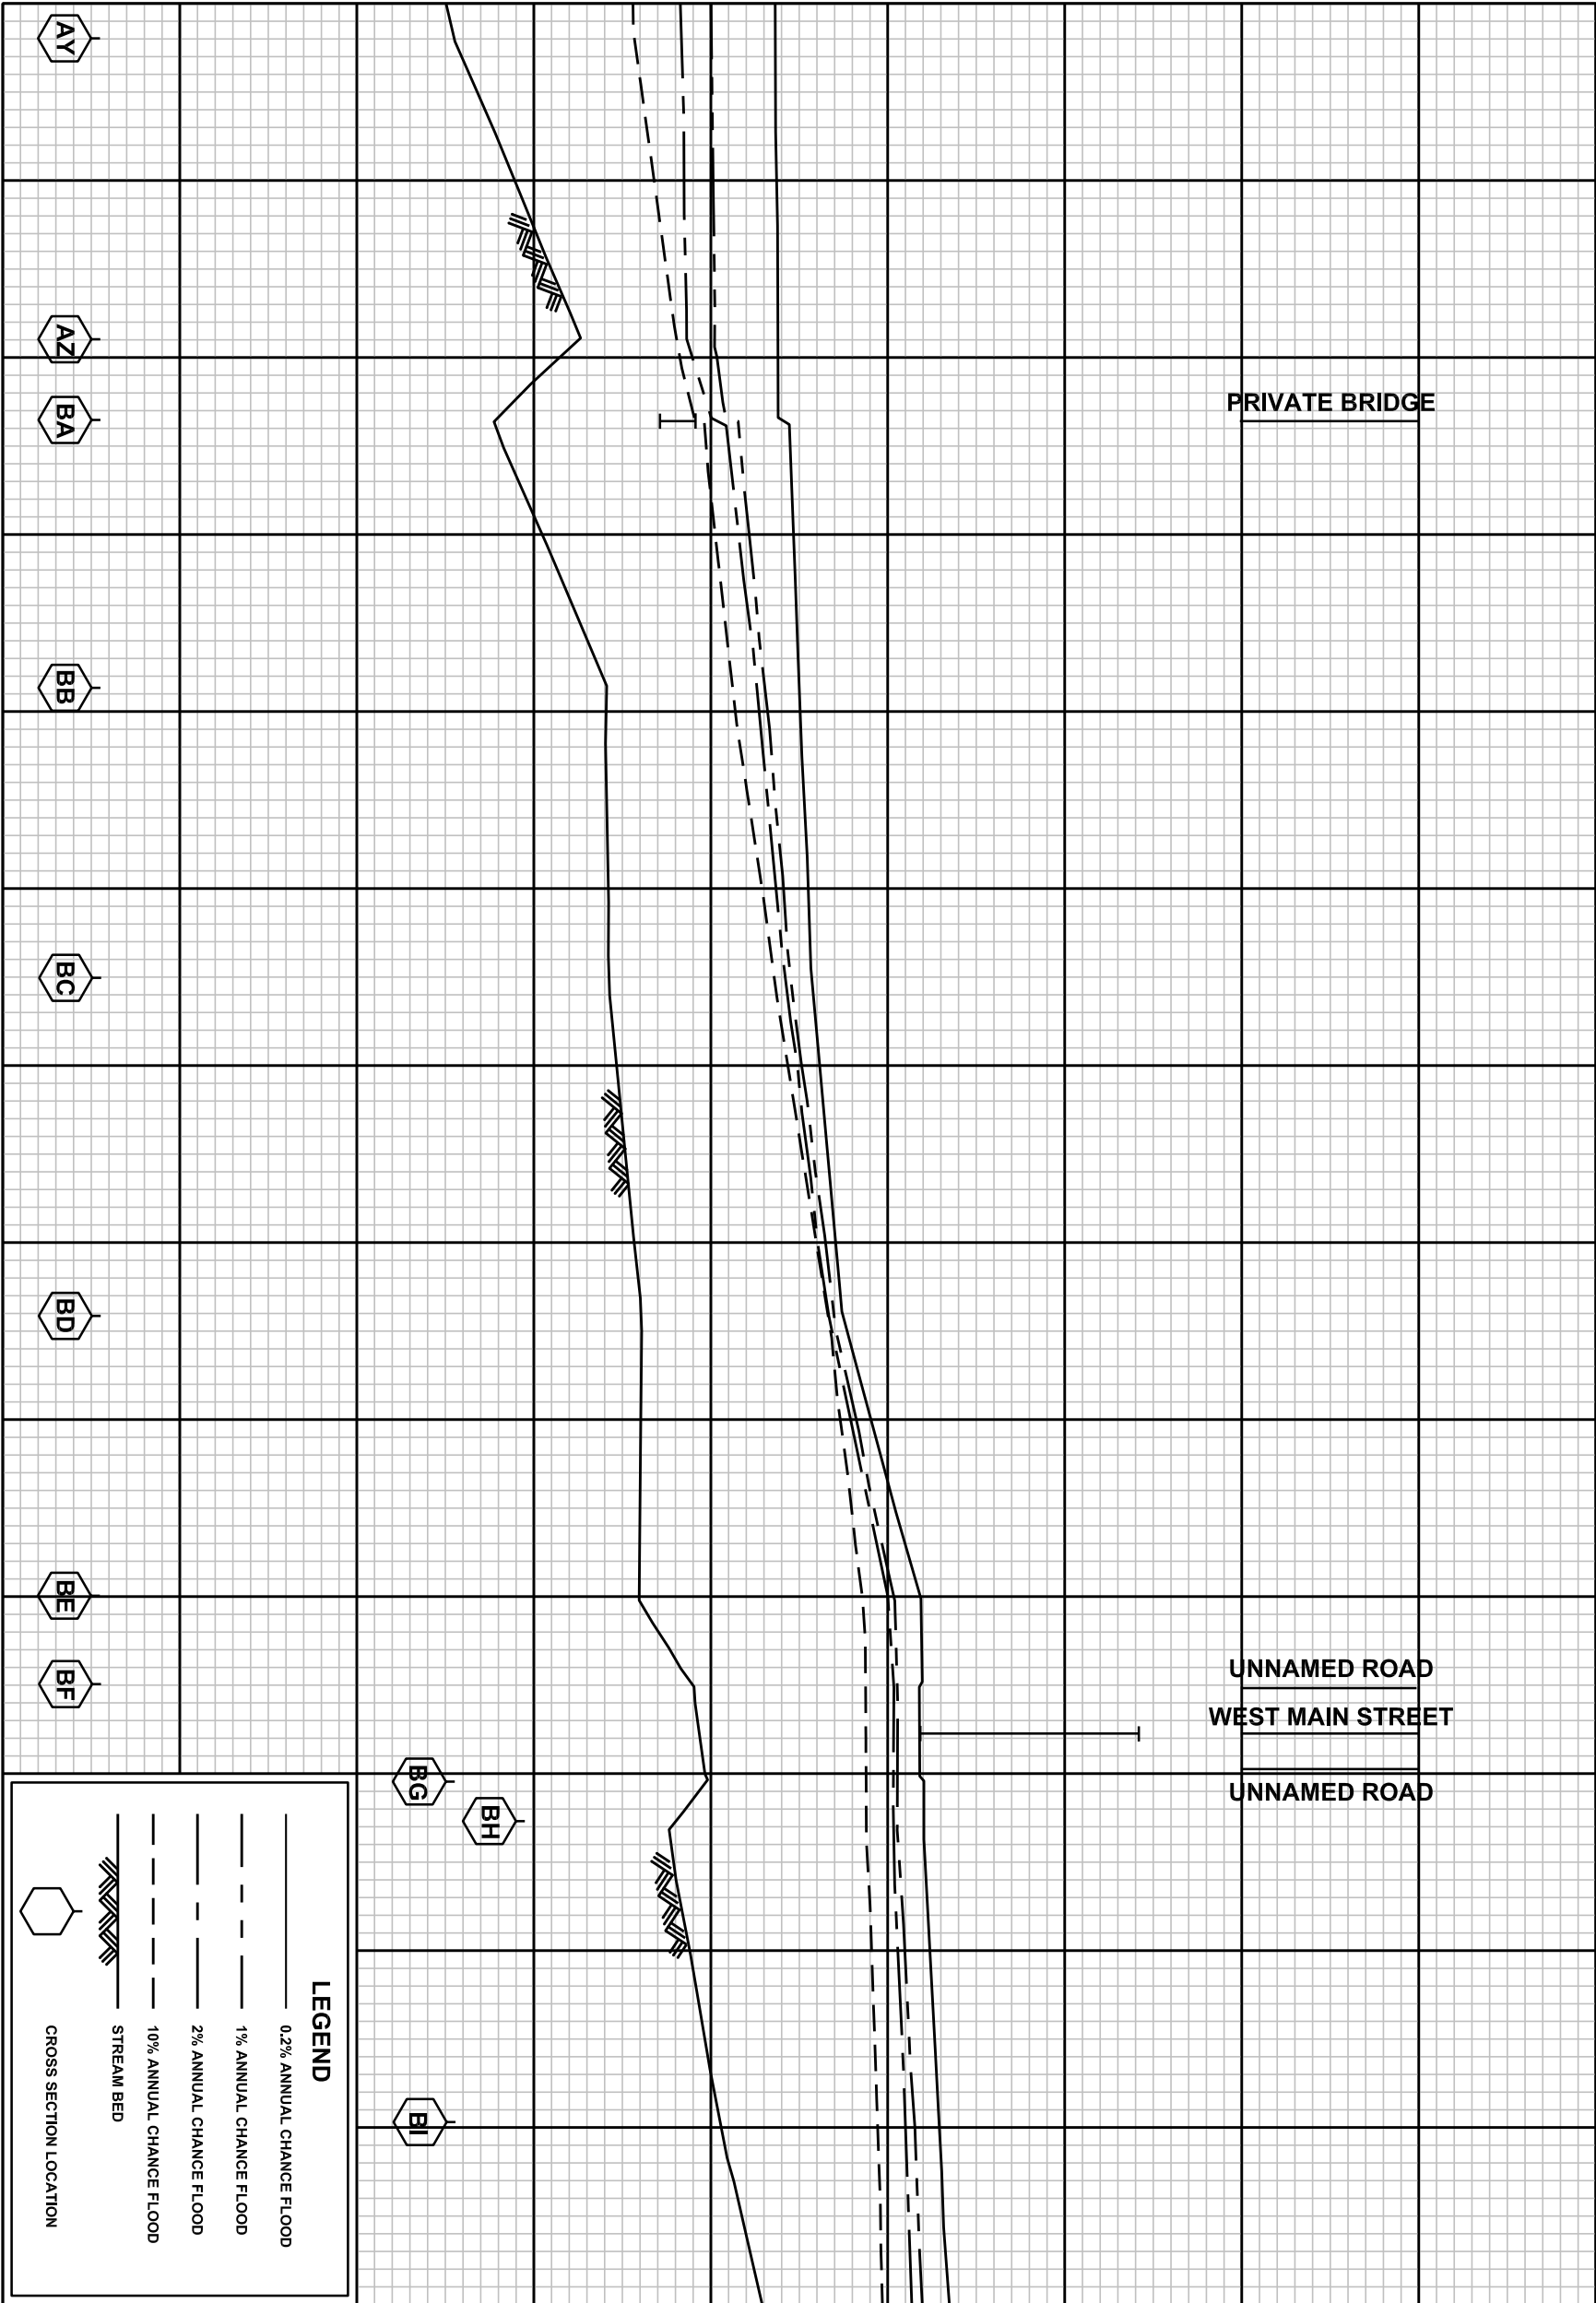 AY
AZ
BA
PRIVATE BRIDGE
BB
BC
BD
BE
BF
UNNAMED ROAD
WEST MAIN STREET
UNNAMED ROAD
BG
BH
BI
LEGEND
0.2% ANNUAL CHANCE FLOOD
1% ANNUAL CHANCE FLOOD
2% ANNUAL CHANCE FLOOD
10% ANNUAL CHANCE FLOOD
STREAM BED
CROSS SECTION LOCATION